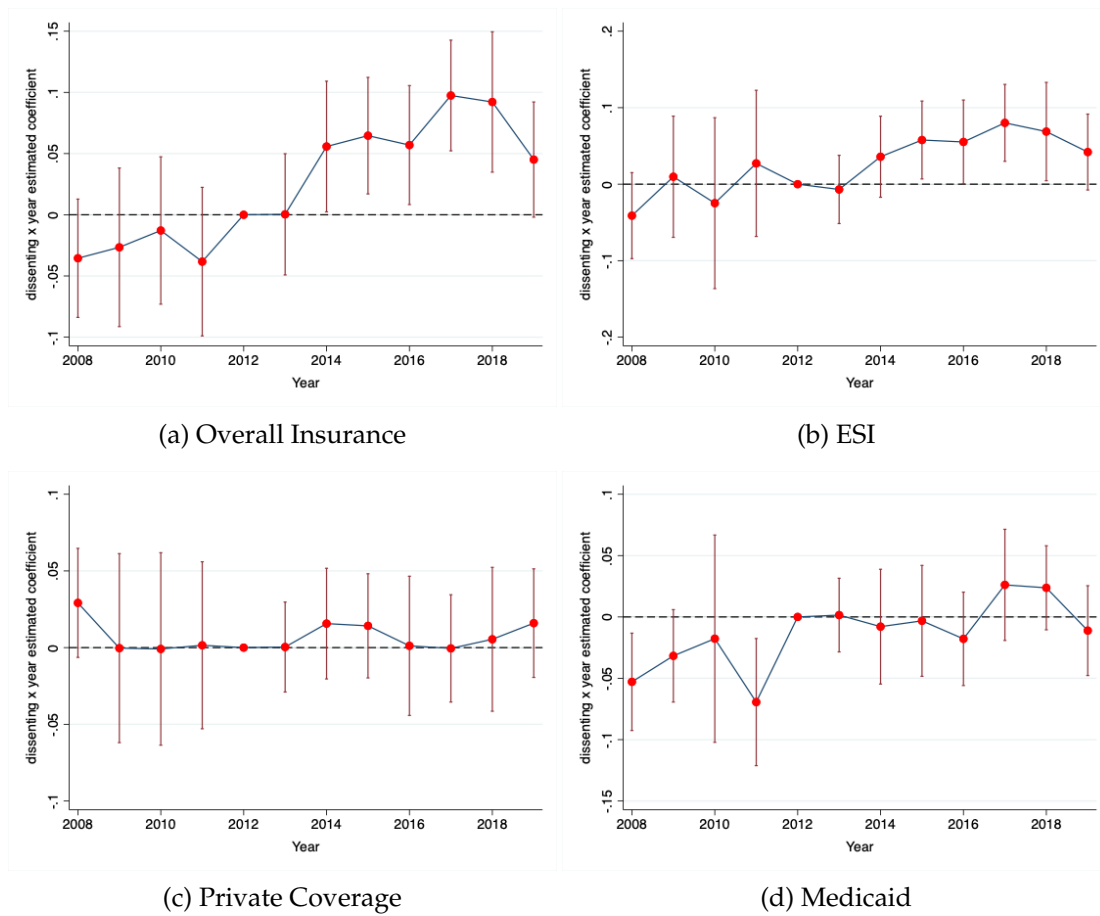 dissenting x year estimated coefficient
.15
.1
.05
0
-.05
-.1
2008 2010 2012 2014 2016 2018
Year
(a) Overall Insurance
dissenting x year estimated coefficient
.2
.1
0
-.1
-.2
2008 2010 2012 2014 2016 2018
Year
(b) ESI
dissenting x year estimated coefficient
.1
.05
0
-.05
-.1
2008 2010 2012 2014 2016 2018
Year
(c) Private Coverage
dissenting x year estimated coefficient
.1
.05
0
-.05
-.1
-.15
2008 2010 2012 2014 2016 2018
Year
(d) Medicaid